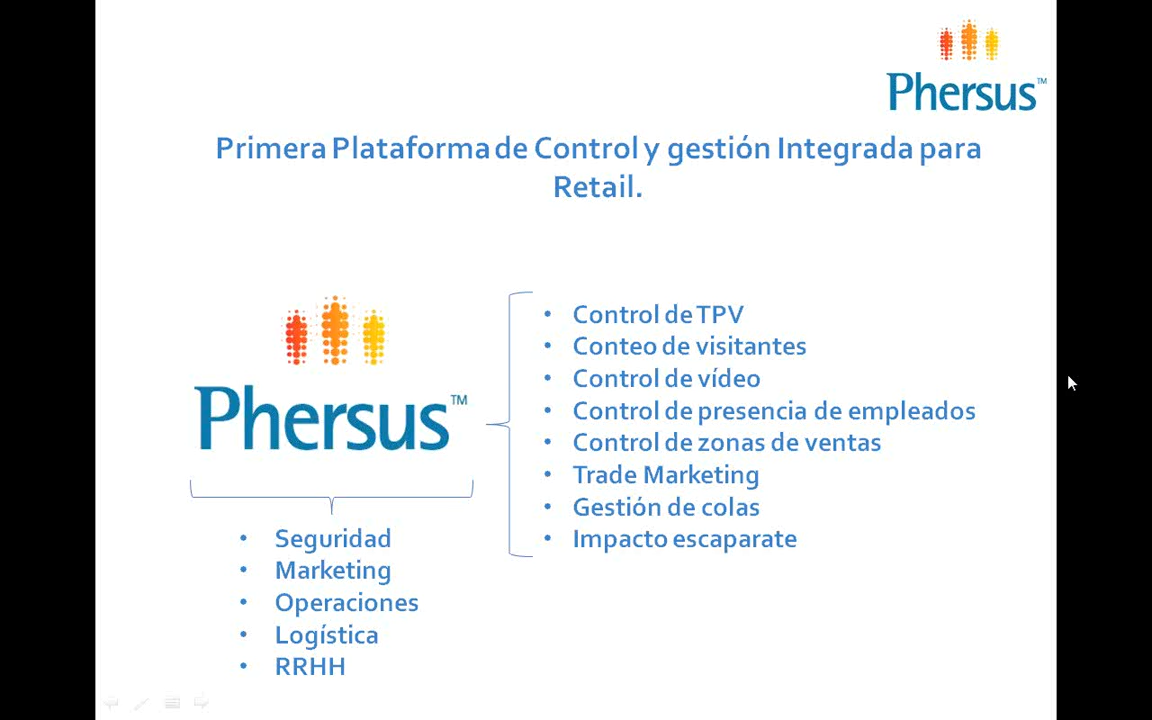 Phersus™
Primera Plataforma de Control y gestión Integrada para
Retail.
Phersus™
• Control de TPV
• Conteo de visitantes
• Control de vídeo
• Control de presencia de empleados
• Control de zonas de ventas
• Trade Marketing
• Gestión de colas
• Impacto escaparate
• Seguridad
• Marketing
• Operaciones
• Logística
• RRHH